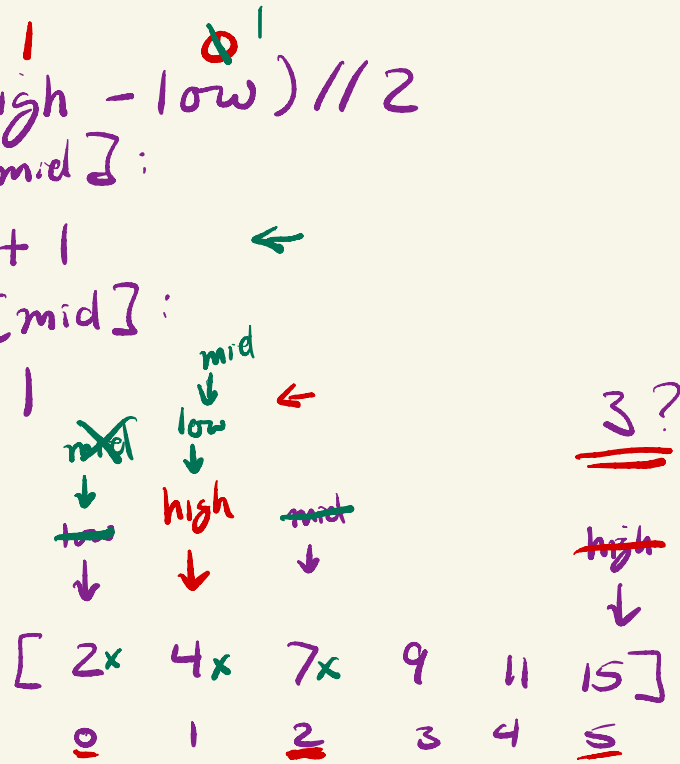 1 0 1
igh - low) // 2
mid]:
+ 1
[mid]:
mid
1
low
3?
mid
high
mid
low
high
[ 2x 4x 7x 9 11 15 ]
0 1 2 3 4 5